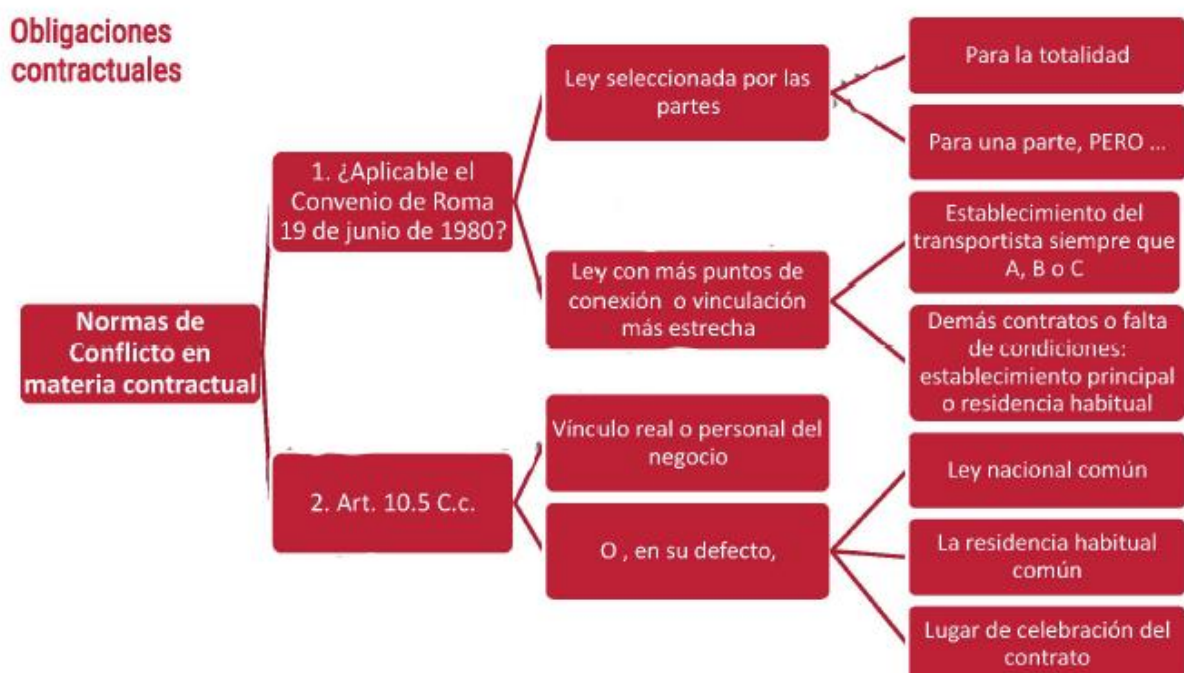 Obligaciones
contractuales
Normas de
Conflicto en
materia contractual
1. ¿Aplicable el
Convenio de Roma
19 de junio de 1980?
Ley seleccionada por las
partes
Para la totalidad
Para una parte, PERO ...
Ley con más puntos de
conexión o vinculación
más estrecha
Establecimiento del
transportista siempre que
A, B o C
Demás contratos o falta
de condiciones:
establecimiento principal
o residencia habitual
2. Art. 10.5 C.c.
Vínculo real o personal del
negocio
O , en su defecto,
Ley nacional común
La residencia habitual
común
Lugar de celebración del
contrato